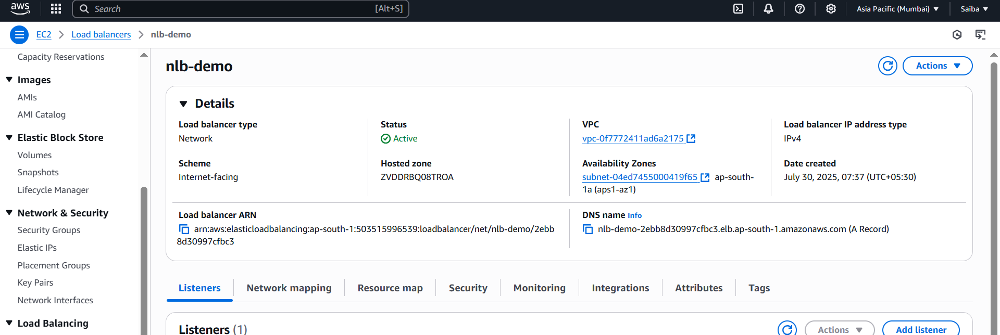 aws
Search [Alt+S]
Asia Pacific (Mumbai)
Saiba
EC2
Load balancers
nlb-demo
Capacity Reservations
Images
AMIs
AMI Catalog
Elastic Block Store
Volumes
Snapshots
Lifecycle Manager
Network & Security
Security Groups
Elastic IPs
Placement Groups
Key Pairs
Network Interfaces
Load Balancing
nlb-demo
Actions
Details
Load balancer type
Network
Status
Active
VPC
vpc-0f7772411ad6a2175
Load balancer IP address type
IPv4
Scheme
Internet-facing
Hosted zone
ZVDDRBQ08TROA
Availability Zones
subnet-04ed7455000419f65 ap-south-
1a (aps1-az1)
Date created
July 30, 2025, 07:37 (UTC+05:30)
Load balancer ARN
arn:aws:elasticloadbalancing:ap-south-1:503515996539:loadbalancer/net/nlb-demo/2ebb
8d30997cfbc3
DNS name Info
nlb-demo-2ebb8d30997cfbc3.elb.ap-south-1.amazonaws.com (A Record)
Listeners
Network mapping
Resource map
Security
Monitoring
Integrations
Attributes
Tags
Listeners (1)
Actions
Add listener